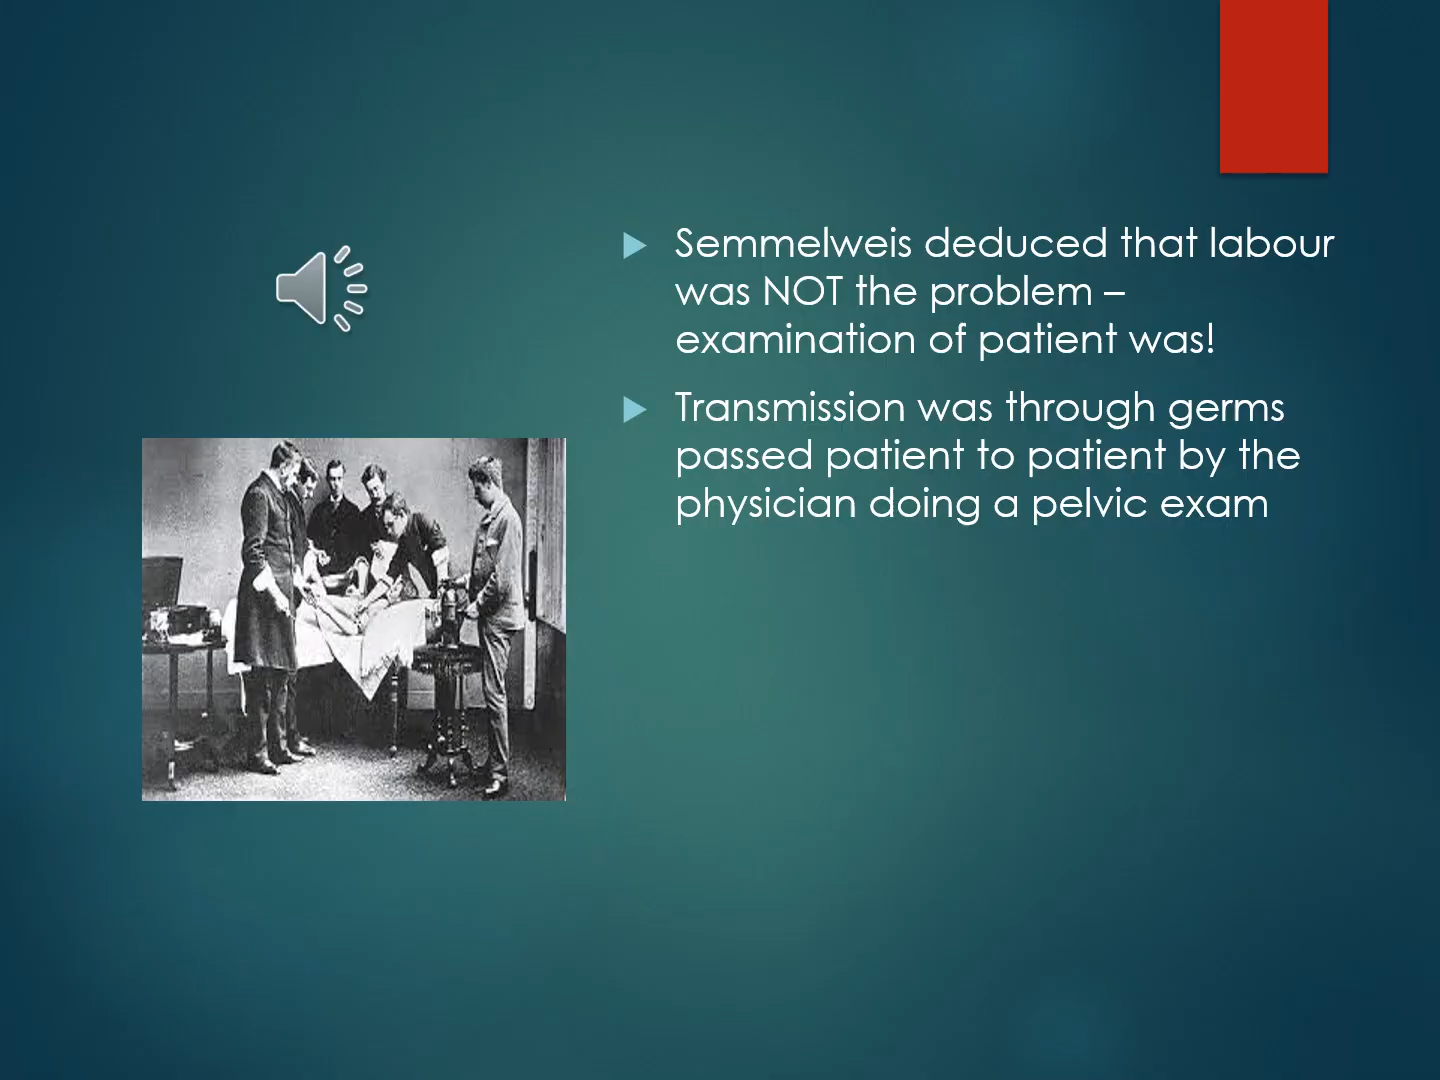 Semmelweis deduced that labour
was NOT the problem –
examination of patient was!
Transmission was through germs
passed patient to patient by the
physician doing a pelvic exam